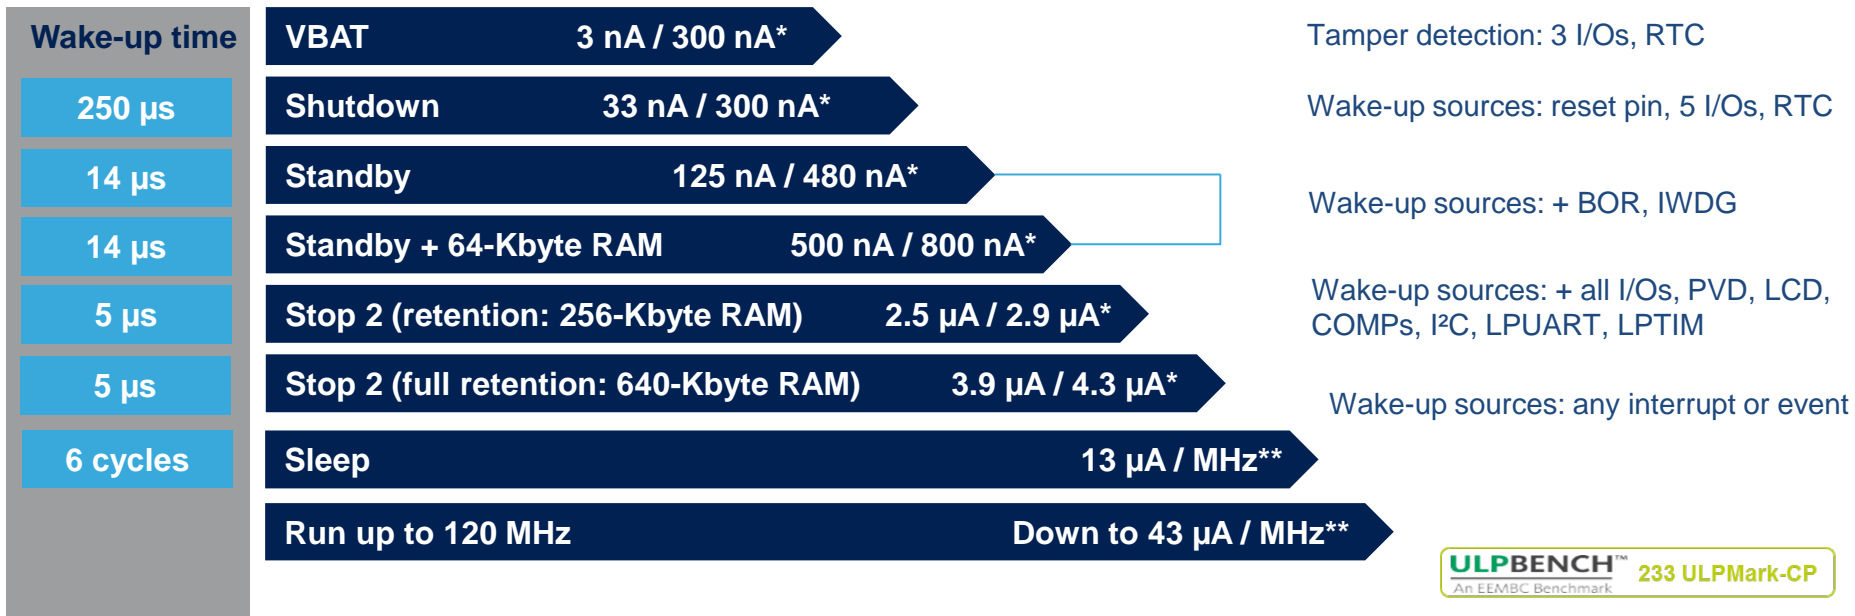 Wake-up time
VBAT 3 nA / 300 nA*
Tamper detection: 3 I/Os, RTC
250 µs
Shutdown 33 nA / 300 nA*
Wake-up sources: reset pin, 5 I/Os, RTC
14 µs
Standby 125 nA / 480 nA*
Wake-up sources: + BOR, IWDG
14 µs
Standby + 64-Kbyte RAM 500 nA / 800 nA*
5 µs
Stop 2 (retention: 256-Kbyte RAM) 2.5 µA / 2.9 µA*
Wake-up sources: + all I/Os, PVD, LCD,
COMPs, I²C, LPUART, LPTIM
5 µs
Stop 2 (full retention: 640-Kbyte RAM) 3.9 µA / 4.3 µA*
Wake-up sources: any interrupt or event
6 cycles
Sleep 13 µA / MHz**
Run up to 120 MHz Down to 43 µA / MHz**
ULPBENCH™
An EEMBC Benchmark
233 ULPMark-CP